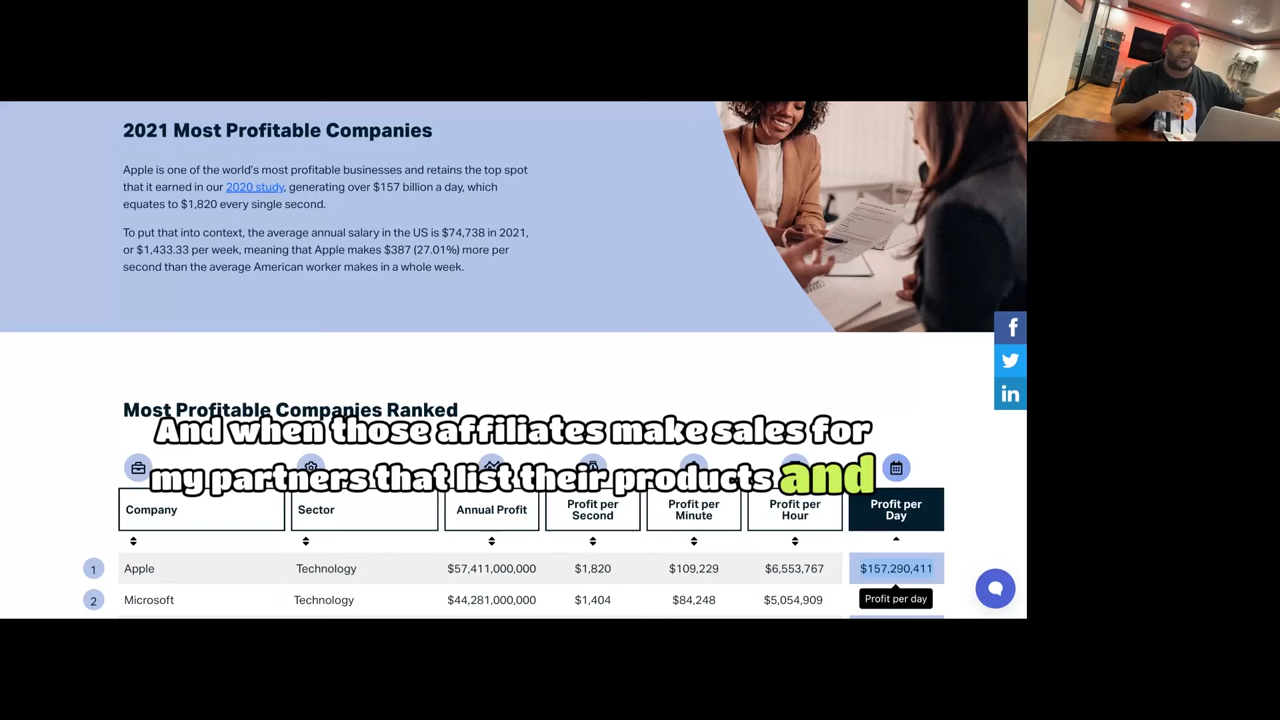 2021 Most Profitable Companies
Apple is one of the world's most profitable businesses and retains the top spot
that it earned in our 2020 study, generating over $157 billion a day, which
equates to $1,820 every single second.
To put that into context, the average annual salary in the US is $74,738 in 2021,
or $1,433.33 per week, meaning that Apple makes $387 (27.01%) more per
second than the average American worker makes in a whole week.
f
in
Most Profitable Companies Ranked
And when those affiliates make sales for
my partners that list their products and
Company Sector Annual Profit Profit per Second Profit per Minute Profit per Hour Profit per Day
1 Apple Technology $57,411,000,000 $1,820 $109,229 $6,553,767 $157,290,411
2 Microsoft Technology $44,281,000,000 $1,404 $84,248 $5,054,909
Profit per day